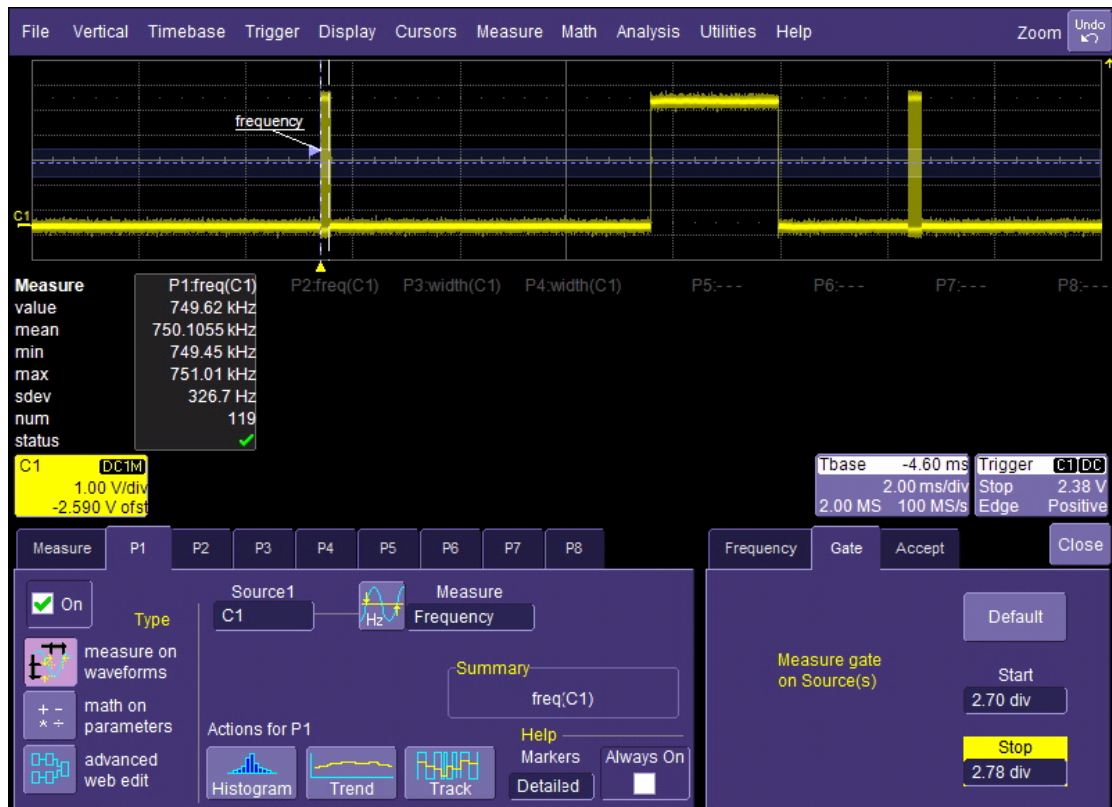 File Vertical Timebase Trigger Display Cursors Measure Math Analysis Utilities Help Zoom Undo
frequency
C1
Measure P1:freq(C1) P2:freq(C1) P3:width(C1) P4:width(C1) P5:--- P6:--- P7:--- P8:---
value 749.62 kHz
mean 750.1055 kHz
min 749.45 kHz
max 751.01 kHz
sdev 326.7 Hz
num 119
status
C1 DC1M
1.00 V/div
-2.590 V ofst
Tbase -4.60 ms
2.00 ms/div
2.00 MS 100 MS/s
Trigger C1 DC
Stop 2.38 V
Edge Positive
Measure P1 P2 P3 P4 P5 P6 P7 P8
On
Type
measure on
waveforms
math on
parameters
advanced
web edit
Source1
C1
Hz
Measure
Frequency
Summary
freq(C1)
Actions for P1
Histogram Trend Track
Help
Markers
Detailed
Always On
Frequency Gate Accept Close
Measure gate
on Source(s)
Default
Start
2.70 div
Stop
2.78 div